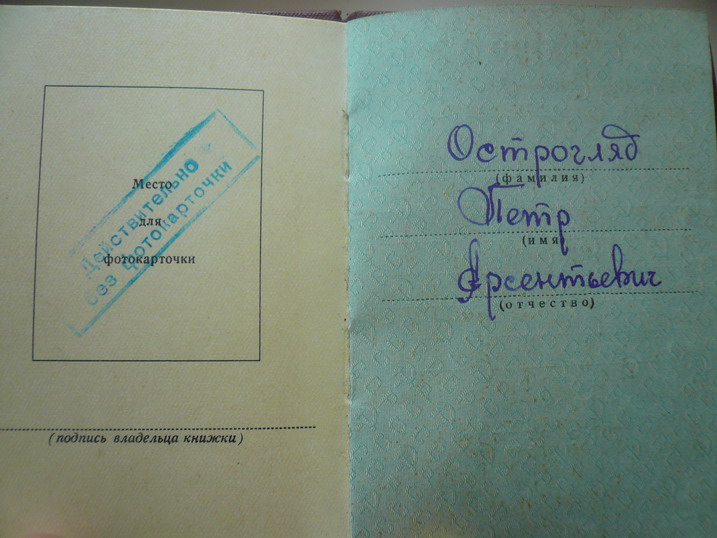 Место
для
фотокарточки
Действительно
без фотокарточки
(подпись владельца книжки)
Острогляд
(фамилия)
Петр
(имя)
Арсентьевич
(отчество)